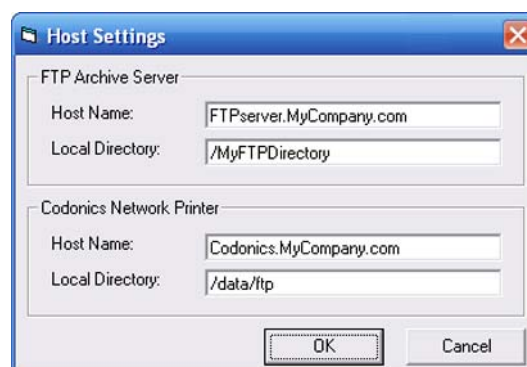 Host Settings
FTP Archive Server
Host Name: FTPserver.MyCompany.com
Local Directory: /MyFTPDirectory
Codonics Network Printer
Host Name: Codonics.MyCompany.com
Local Directory: /data/ftp
OK Cancel